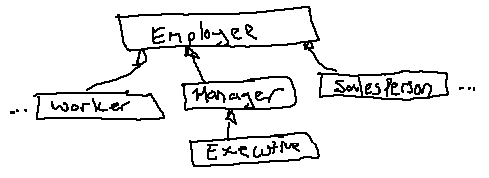 Employee
... Worker
Manager
Salesperson ...
Executive